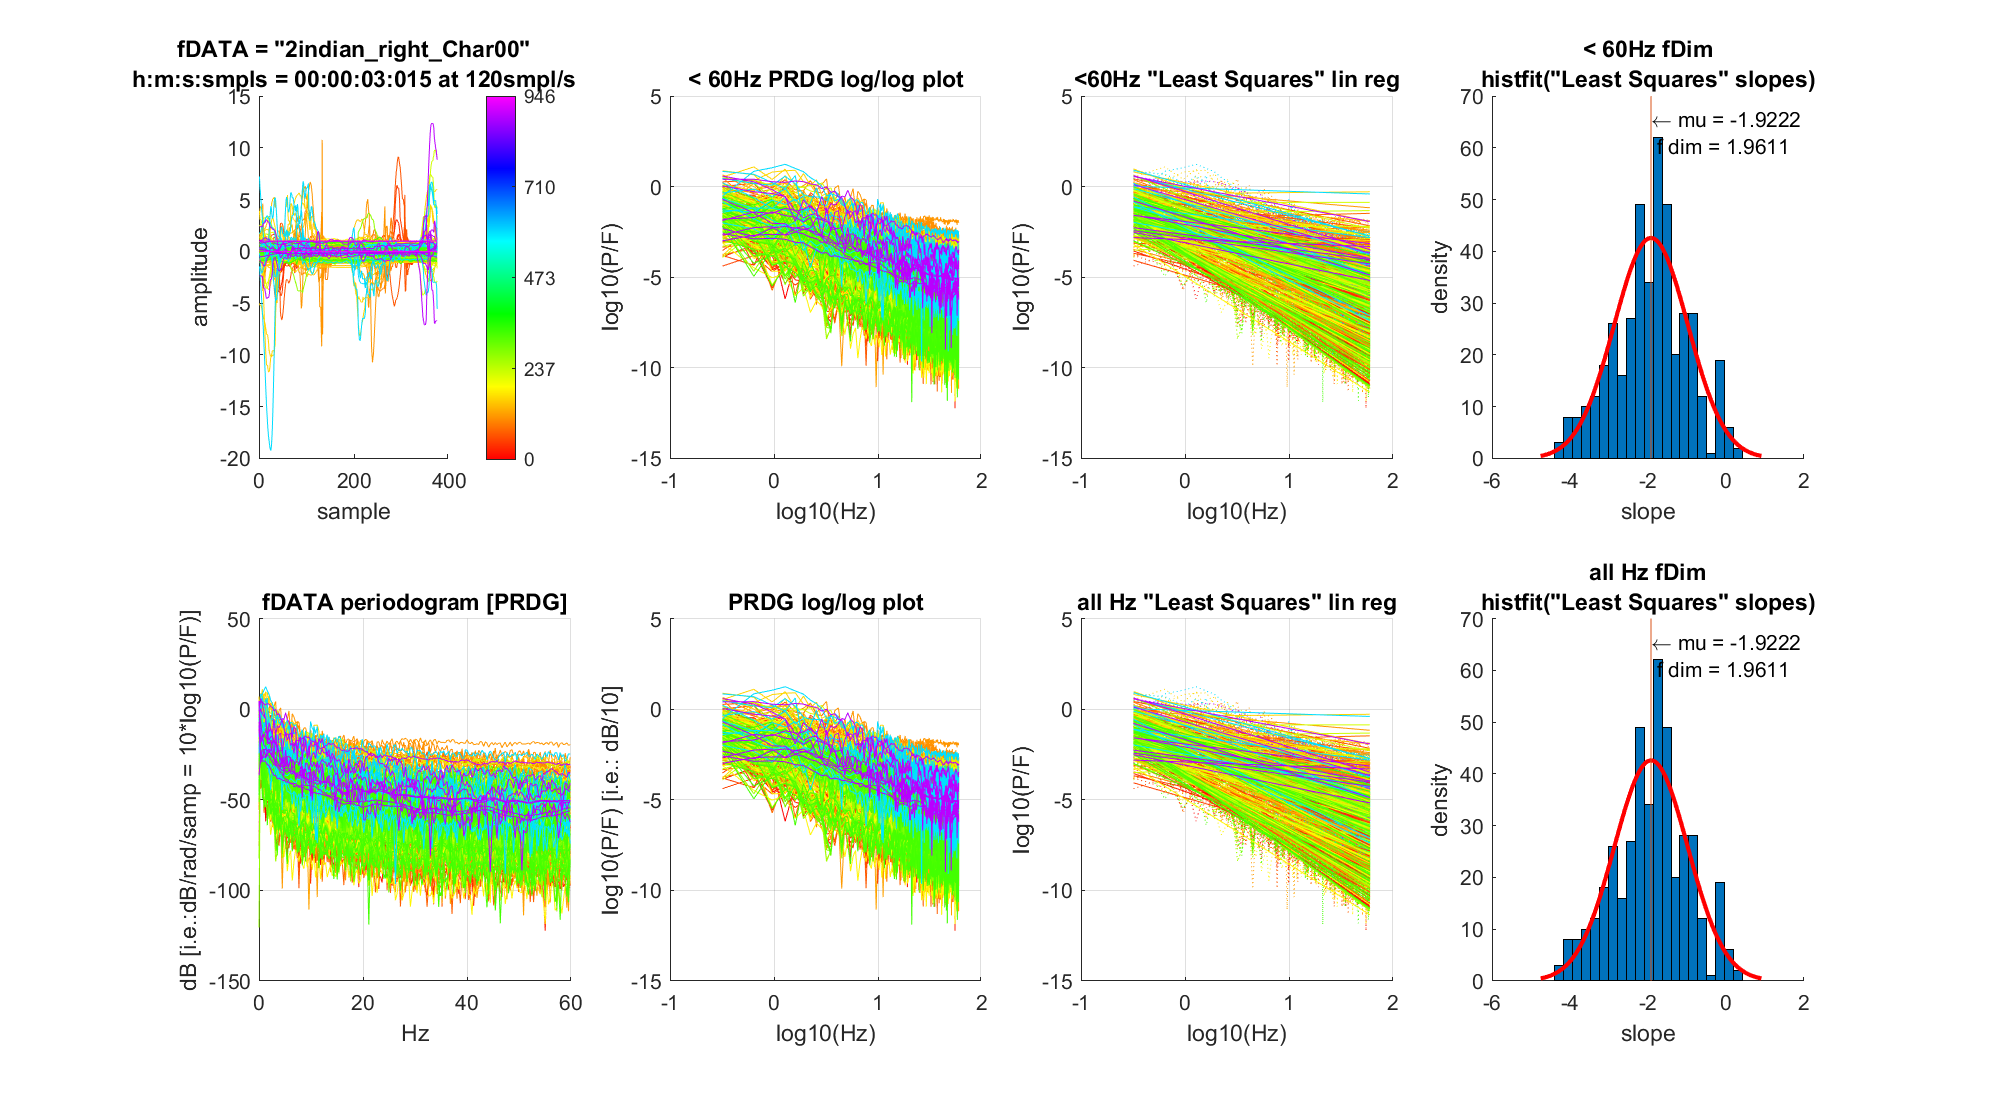 fDATA = "2indian_right_Char00"
h:m:s:smpls = 00:00:03:015 at 120smpl/s
15
10
5
0
-5
-10
-15
-20
0
200
400
amplitude
sample
946
710
473
237
0
< 60Hz PRDG log/log plot
5
0
-5
-10
-15
-1
0
1
2
log10(P/F)
log10(Hz)
<60Hz "Least Squares" lin reg
5
0
-5
-10
-15
-1
0
1
2
log10(P/F)
log10(Hz)
< 60Hz fDim
histfit("Least Squares" slopes)
← mu = -1.9222
f dim = 1.9611
70
60
50
40
30
20
10
0
-6
-4
-2
0
2
density
slope
fDATA periodogram [PRDG]
50
0
-50
-100
-150
0
20
40
60
dB [i.e.:dB/rad/samp = 10*log10(P/F)]
Hz
PRDG log/log plot
5
0
-5
-10
-15
-1
0
1
2
log10(P/F) [i.e.: dB/10]
log10(Hz)
all Hz "Least Squares" lin reg
5
0
-5
-10
-15
-1
0
1
2
log10(P/F)
log10(Hz)
all Hz fDim
histfit("Least Squares" slopes)
← mu = -1.9222
f dim = 1.9611
70
60
50
40
30
20
10
0
-6
-4
-2
0
2
density
slope